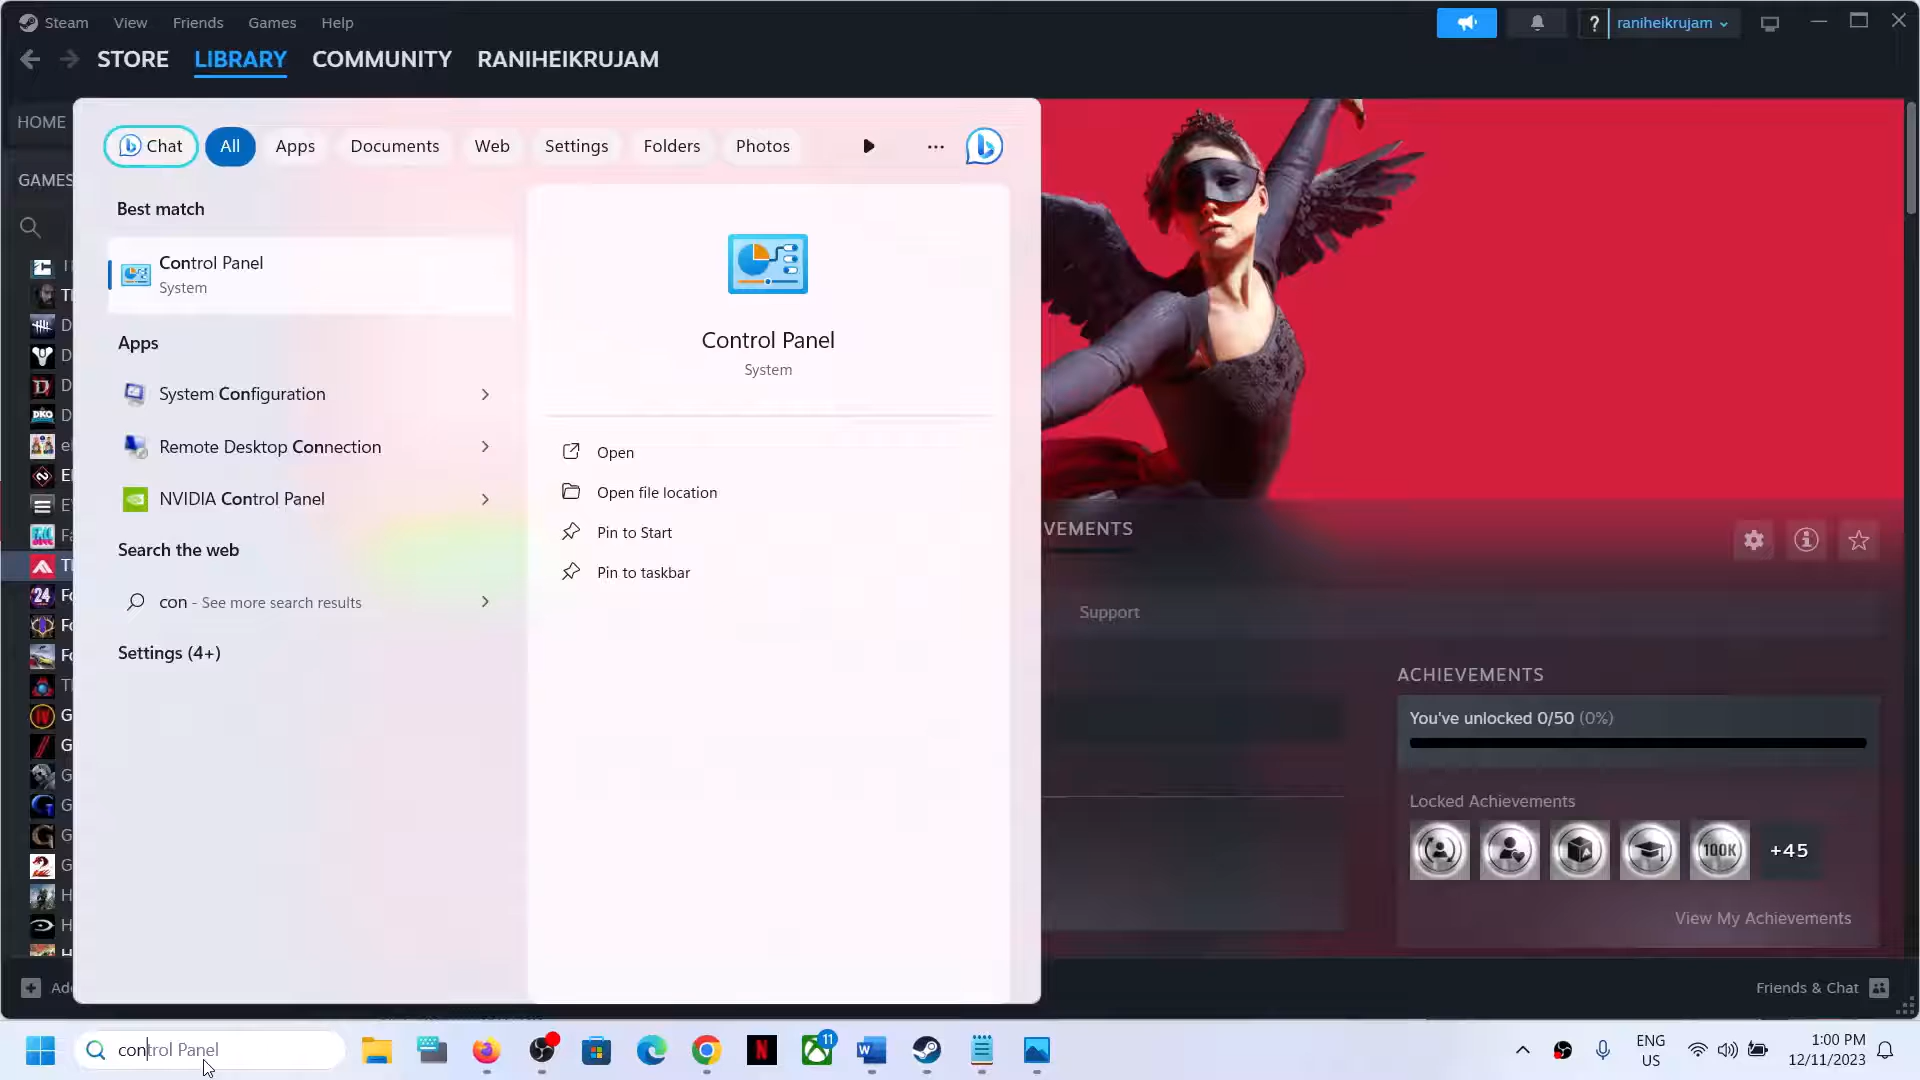 Steam View Friends Games Help
raniheikrujam
STORE LIBRARY COMMUNITY RANIHEIKRUJAM
HOME
Chat All Apps Documents Web Settings Folders Photos
GAMES
Best match
Control Panel
System
Control Panel
System
Apps
System Configuration
Open
Remote Desktop Connection
Open file location
NVIDIA Control Panel
Pin to Start
Search the web
Pin to taskbar
con - See more search results
Settings (4+)
VEMENTS
Support
ACHIEVEMENTS
You've unlocked 0/50 (0%)
Locked Achievements
100K
+45
View My Achievements
Friends & Chat
control Panel
11
ENG
US
1:00 PM
12/11/2023